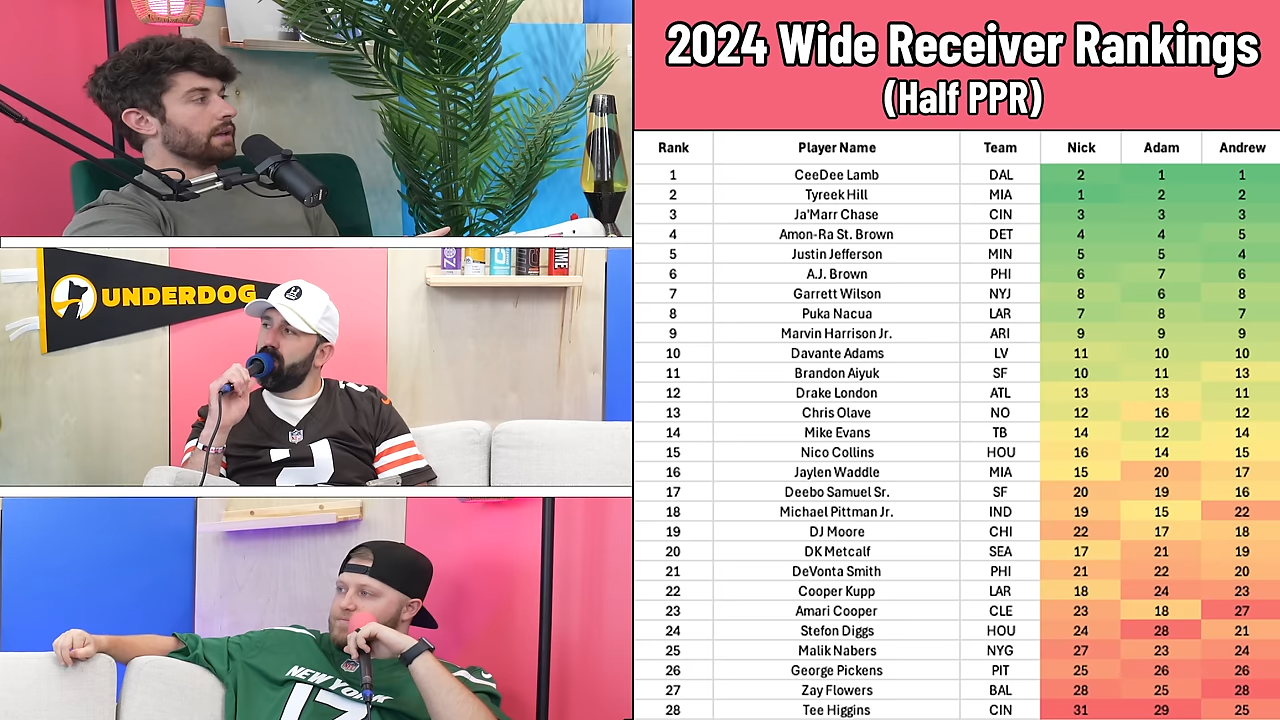 2024 Wide Receiver Rankings
(Half PPR)
Rank Player Name Team Nick Adam Andrew
1 CeeDee Lamb DAL 2 1 1
2 Tyreek Hill MIA 1 2 2
3 Ja'Marr Chase CIN 3 3 3
4 Amon-Ra St. Brown DET 4 4 5
5 Justin Jefferson MIN 5 5 4
6 A.J. Brown PHI 6 7 6
7 Garrett Wilson NYJ 8 6 8
8 Puka Nacua LAR 7 8 7
9 Marvin Harrison Jr. ARI 9 9 9
10 Davante Adams LV 11 10 10
11 Brandon Aiyuk SF 10 11 13
12 Drake London ATL 13 13 11
13 Chris Olave NO 12 16 12
14 Mike Evans TB 14 12 14
15 Nico Collins HOU 16 14 15
16 Jaylen Waddle MIA 15 20 17
17 Deebo Samuel Sr. SF 20 19 16
18 Michael Pittman Jr. IND 19 15 22
19 DJ Moore CHI 22 17 18
20 DK Metcalf SEA 17 21 19
21 DeVonta Smith PHI 21 22 20
22 Cooper Kupp LAR 18 24 23
23 Amari Cooper CLE 23 18 27
24 Stefon Diggs HOU 24 28 21
25 Malik Nabers NYG 27 23 24
26 George Pickens PIT 25 26 26
27 Zay Flowers BAL 28 25 28
28 Tee Higgins CIN 31 29 25
UNDERDOG
NEW YORK
17